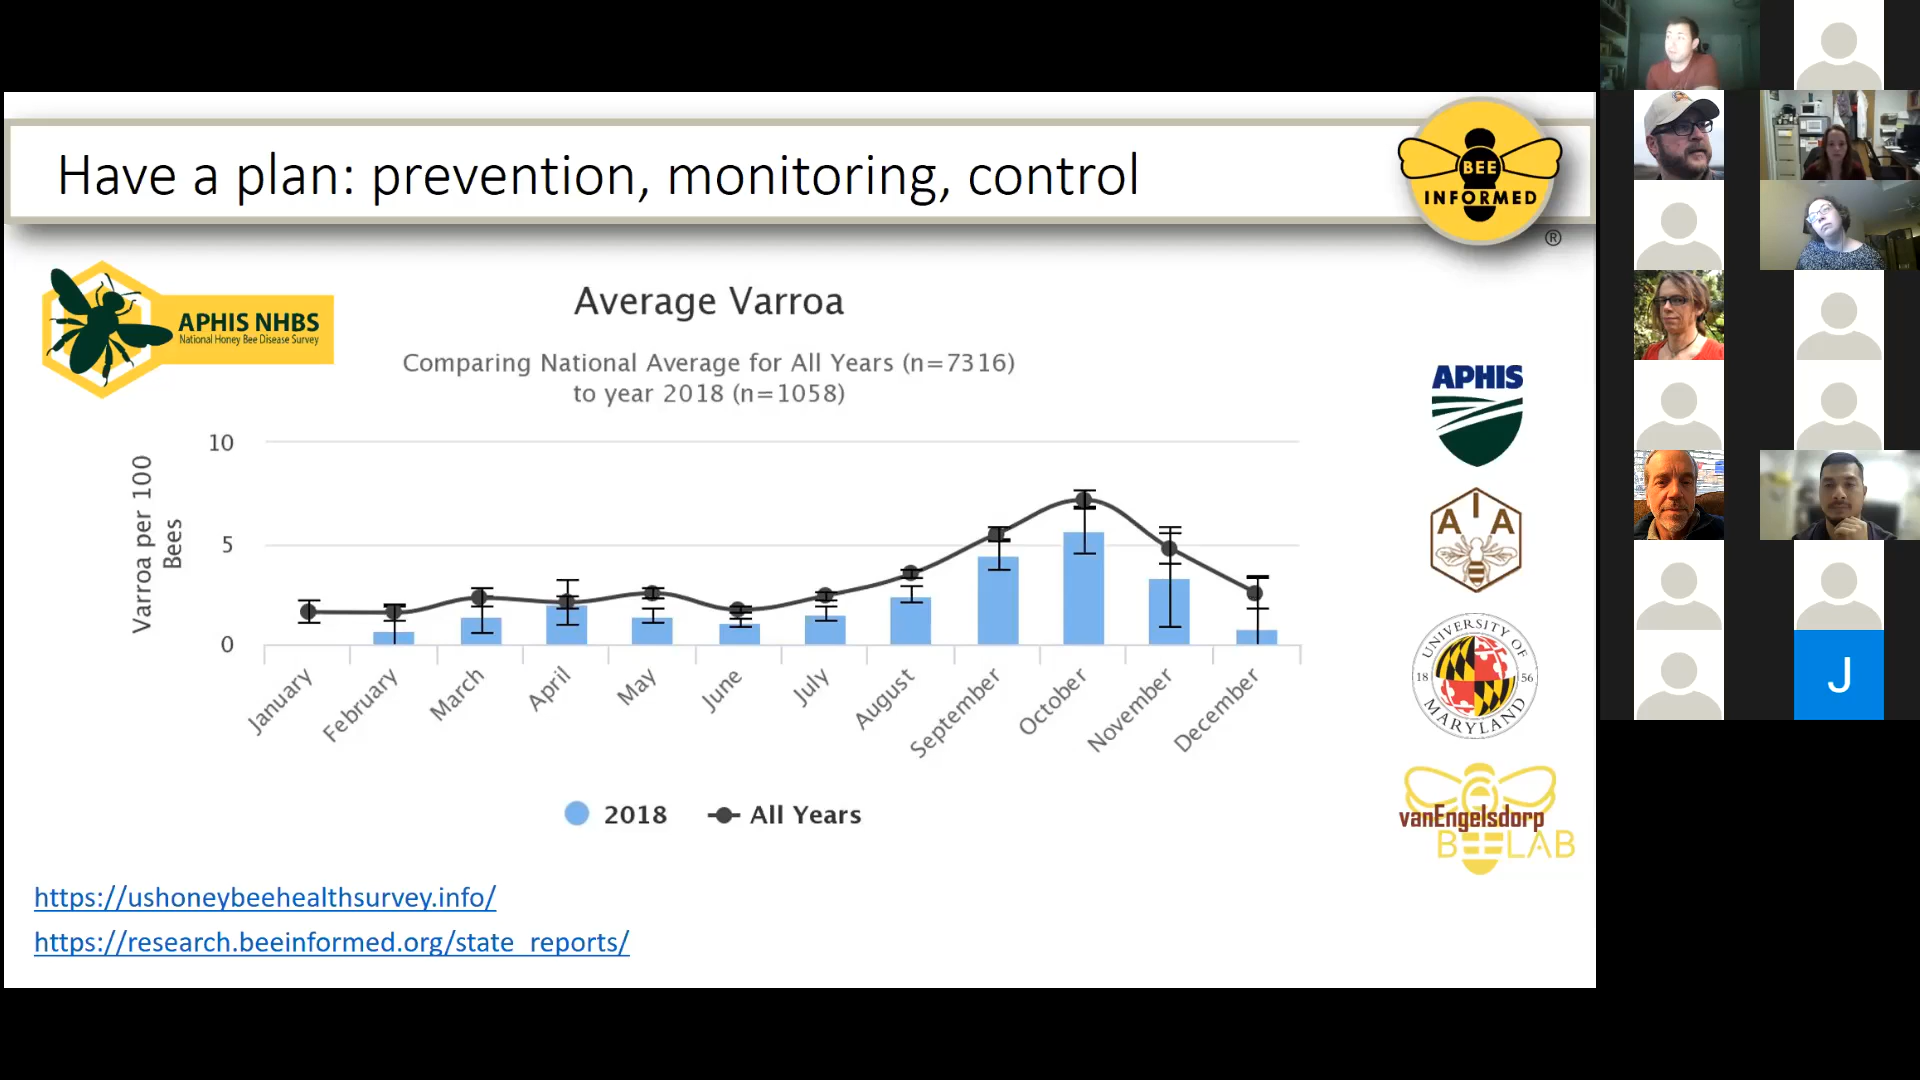 Have a plan: prevention, monitoring, control
BEE
INFORMED
®
APHIS NHBS
National Honey Bee Disease Survey
Average Varroa
Comparing National Average for All Years (n=7316)
to year 2018 (n=1058)
Varroa per 100
Bees
10
5
0
January
February
March
April
May
June
July
August
September
October
November
December
2018
All Years
https://ushoneybeehealthsurvey.info/
https://research.beeinformed.org/state_reports/
APHIS
A I A
UNIVERSITY OF
18 56
MARYLAND
vanEngelsdorp
BEE LAB
J